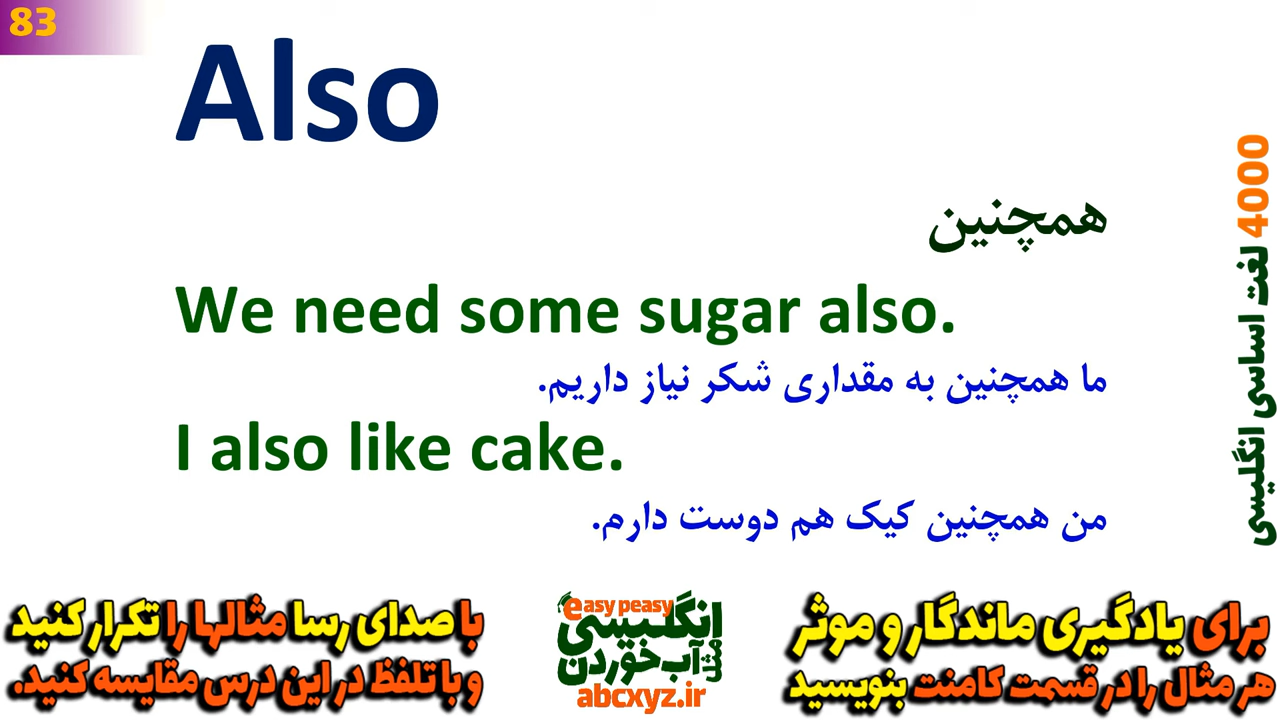 83
Also
همچنین
We need some sugar also.
ما همچنین به مقداری شکر نیاز داریم.
I also like cake.
من همچنین کیک هم دوست دارم.
4000 لغت اساسی انگلیسی
برای یادگیری ماندگار و موثر
هر مثال را در قسمت کامنت بنویسید
easy peasy
انگلیسی
مثل آب خوردن
abcxyz.ir
با صدای رسا مثالها را تکرار کنید
و با تلفظ در این درس مقایسه کنید.